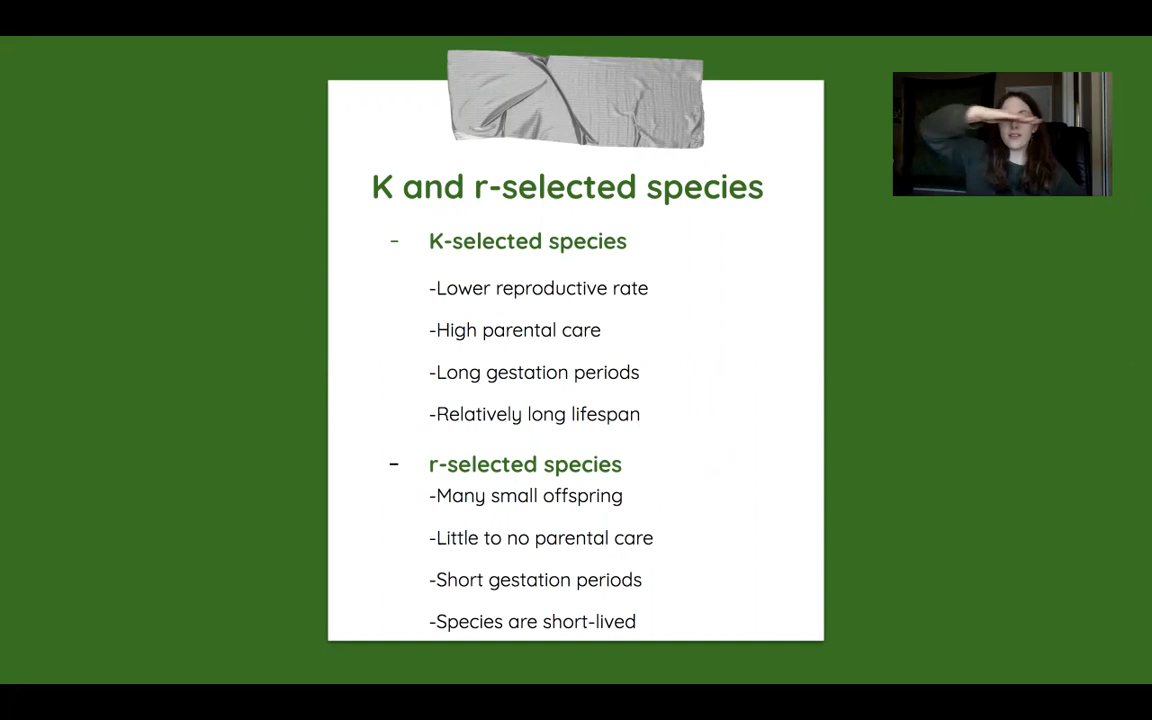 K and r-selected species
- K-selected species
-Lower reproductive rate
-High parental care
-Long gestation periods
-Relatively long lifespan
- r-selected species
-Many small offspring
-Little to no parental care
-Short gestation periods
-Species are short-lived